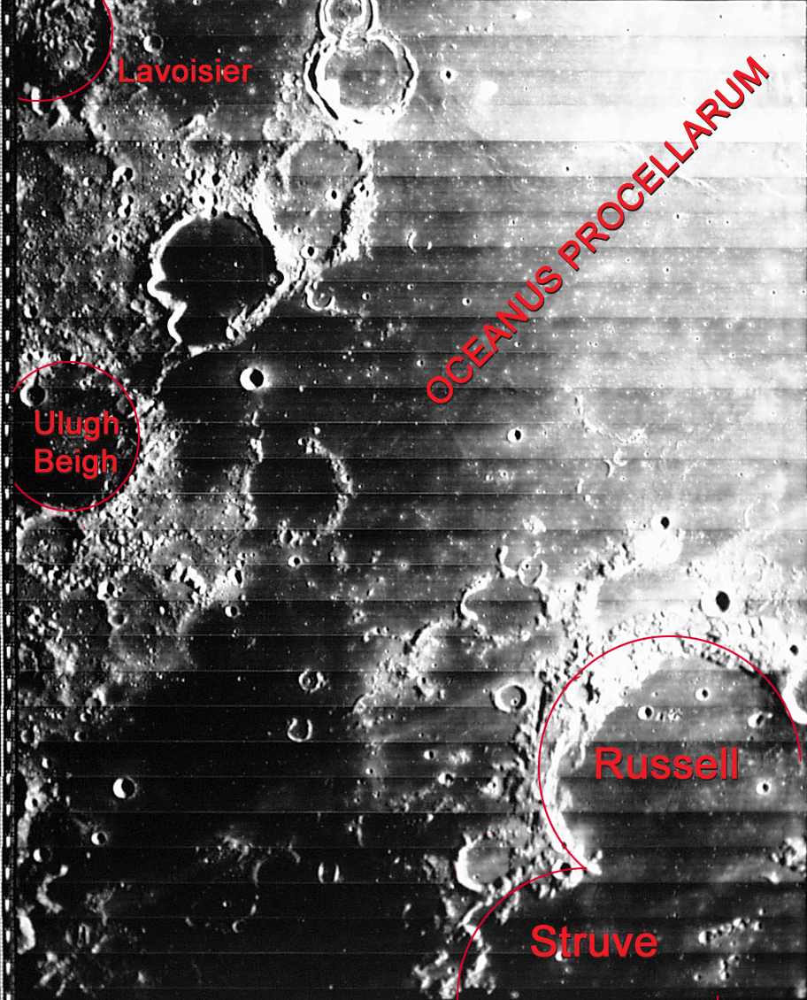 Lavoisier
OCEANUS PROCELLARUM
Ulugh
Beigh
Russell
Struve